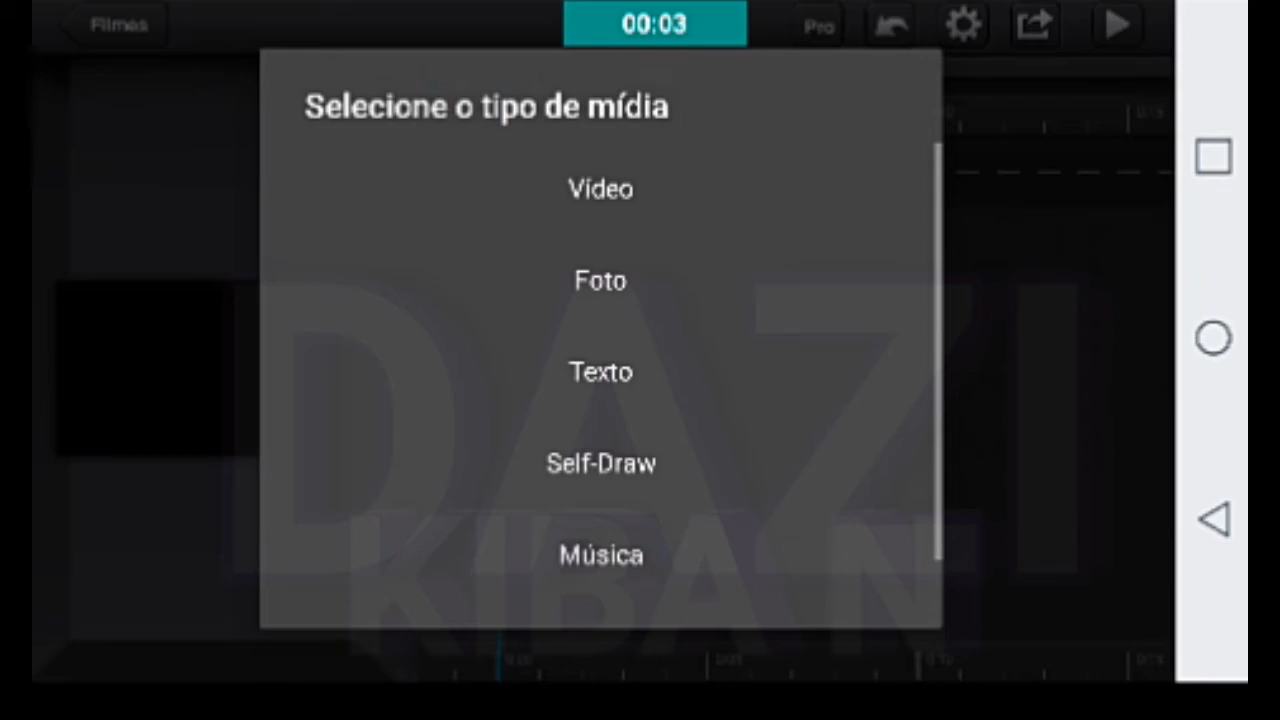 Filmes
00:03
Pro
Selecione o tipo de mídia
Vídeo
Foto
Texto
Self-Draw
Música
DAZI
KIBAN